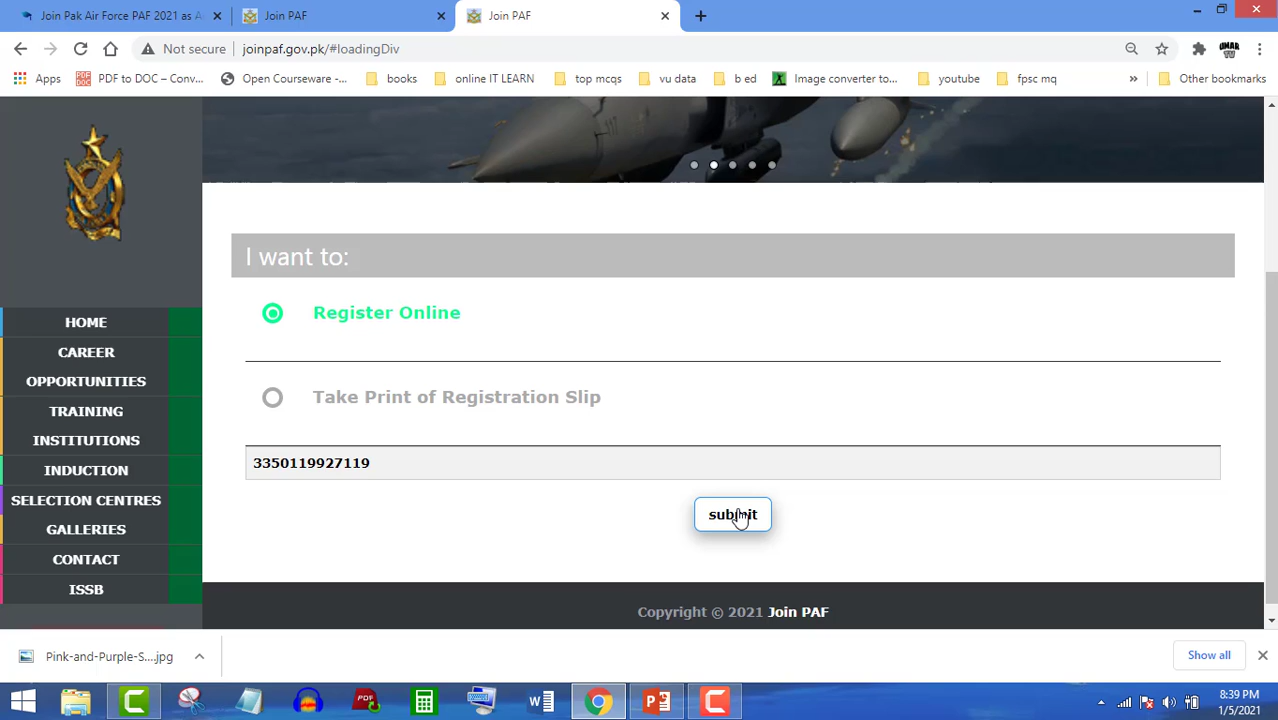 Join Pak Air Force PAF 2021 as A
Join PAF
Join PAF
Not secure
joinpaf.gov.pk/#loadingDiv
UMAR
Apps
PDF to DOC – Conv...
Open Courseware -...
books
online IT LEARN
top mcqs
vu data
b ed
Image converter to...
youtube
fpsc mq
»
Other bookmarks
HOME
CAREER
OPPORTUNITIES
TRAINING
INSTITUTIONS
INDUCTION
SELECTION CENTRES
GALLERIES
CONTACT
ISSB
I want to:
Register Online
Take Print of Registration Slip
3350119927119
submit
Copyright © 2021 Join PAF
Pink-and-Purple-S....jpg
Show all
PDF
8:39 PM
1/5/2021